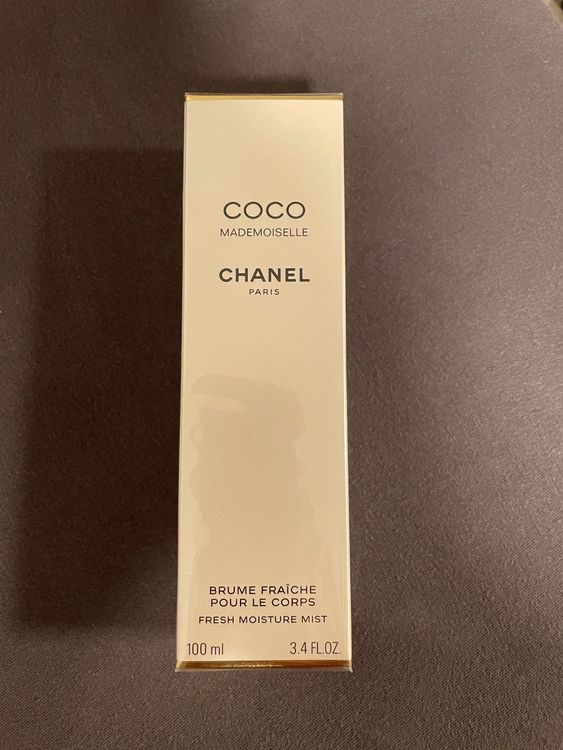 COCO
MADEMOISELLE
CHANEL
PARIS
BRUME FRAÎCHE
POUR LE CORPS
FRESH MOISTURE MIST
100 ml 3.4 FL.OZ.